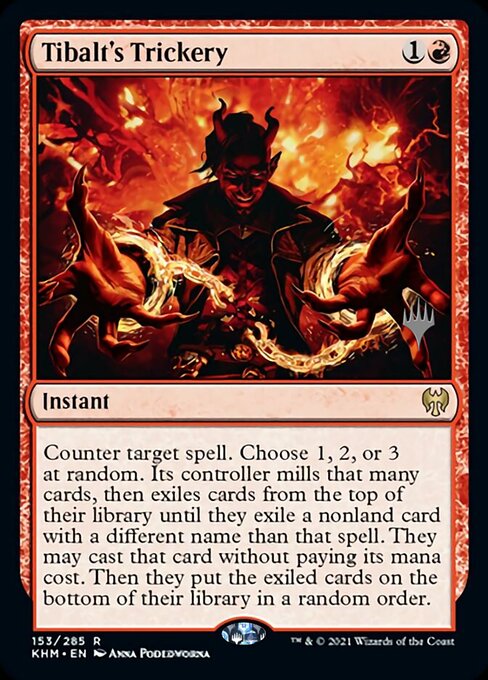 Tibalt's Trickery 1
Instant
Counter target spell. Choose 1, 2, or 3
at random. Its controller mills that many
cards, then exiles cards from the top of
their library until they exile a nonland card
with a different name than that spell. They
may cast that card without paying its mana
cost. Then they put the exiled cards on the
bottom of their library in a random order.
153/285 R
™ & © 2021 Wizards of the Coast
KHM • EN Anna Podedworna